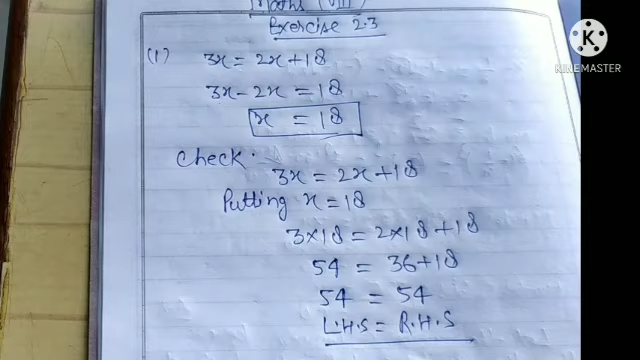 Maths (VIII)
Exercise 2.3
(1) 3x = 2x+18
3x-2x = 18
x = 18
Check.
3x = 2x+18
Putting x = 18
3×18 = 2×18+18
54 = 36+18
54 = 54
L.H.S = R.H.S
KINEMASTER